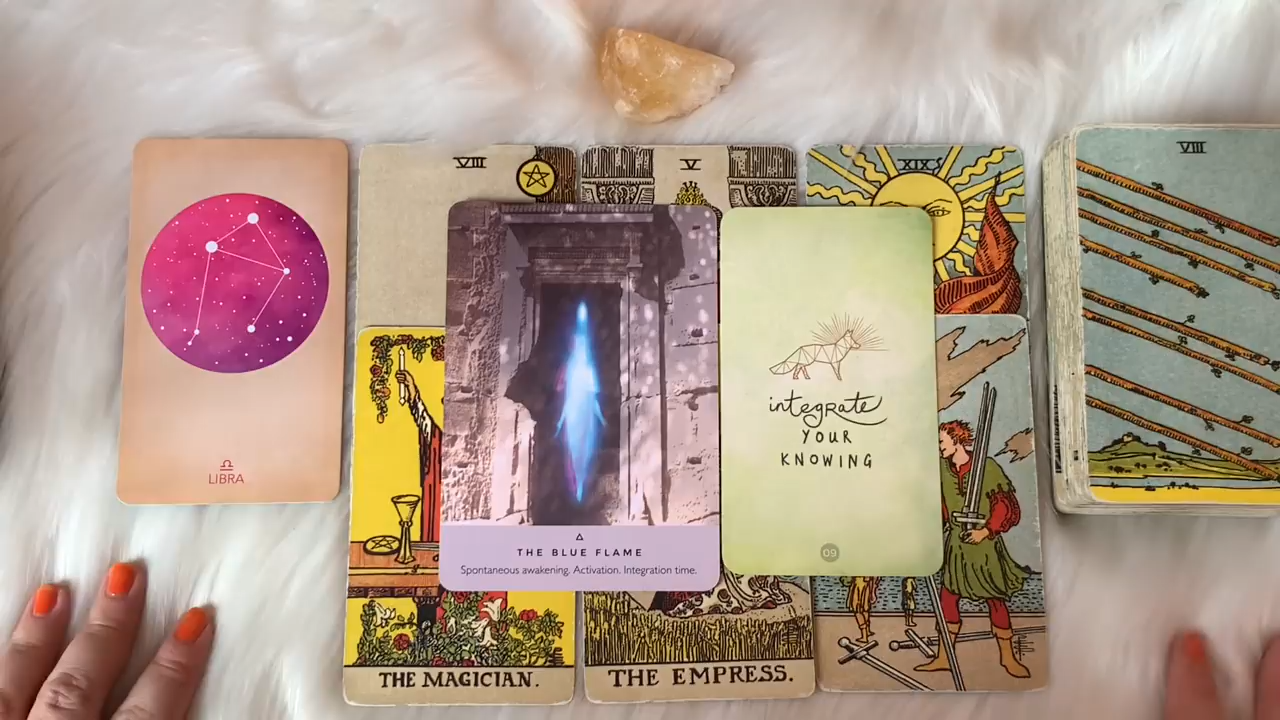 LIBRA
VIII
V
XIX
THE MAGICIAN.
THE EMPRESS.
THE BLUE FLAME
Spontaneous awakening. Activation. Integration time.
integrate
YOUR
KNOWING
09
VIII